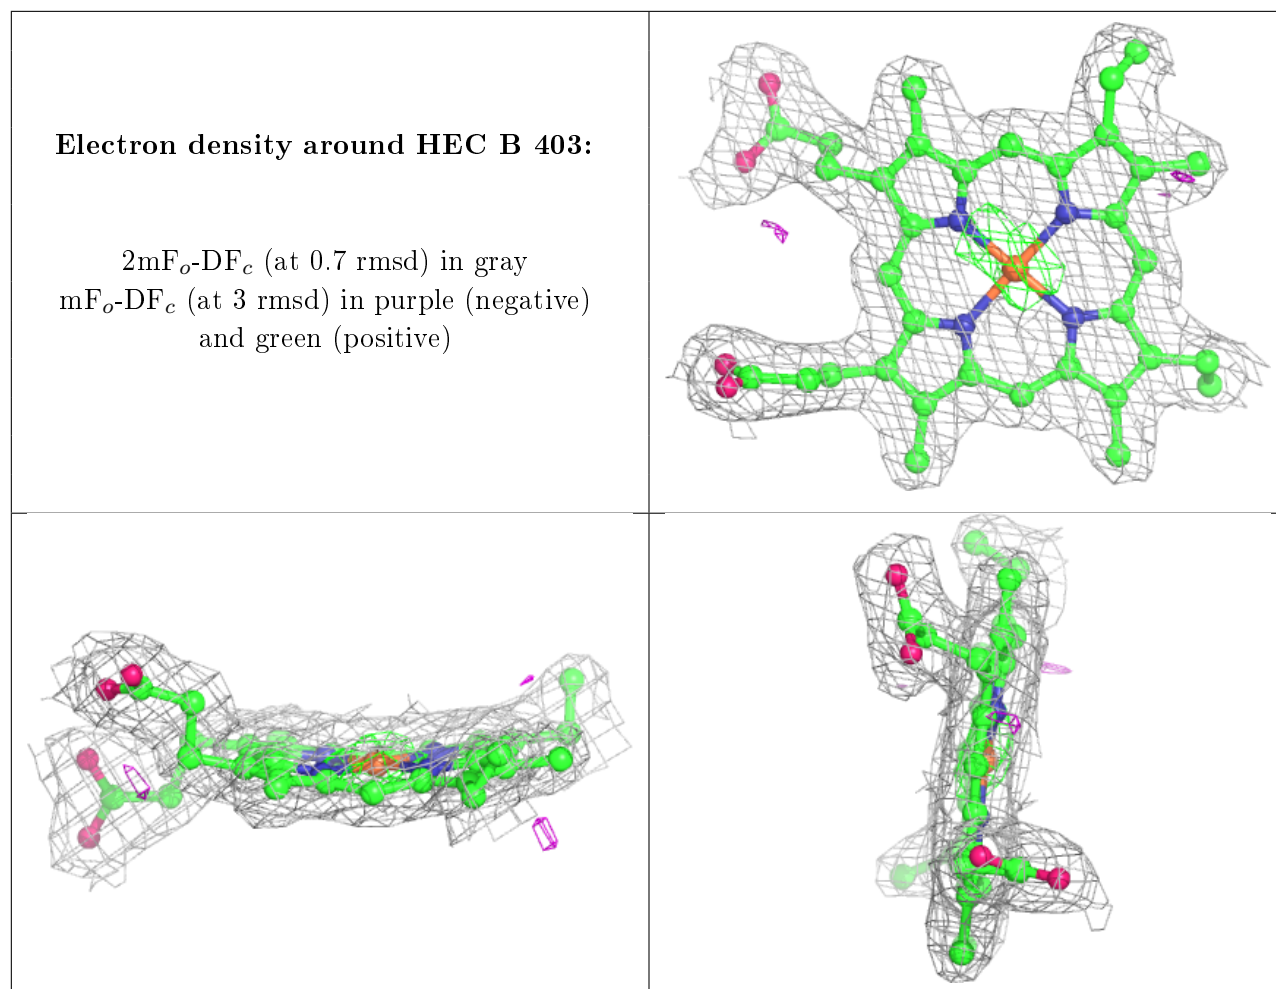 Electron density around HEC B 403:
2mFₒ-DF𝒸 (at 0.7 rmsd) in gray
mFₒ-DF𝒸 (at 3 rmsd) in purple (negative)
and green (positive)